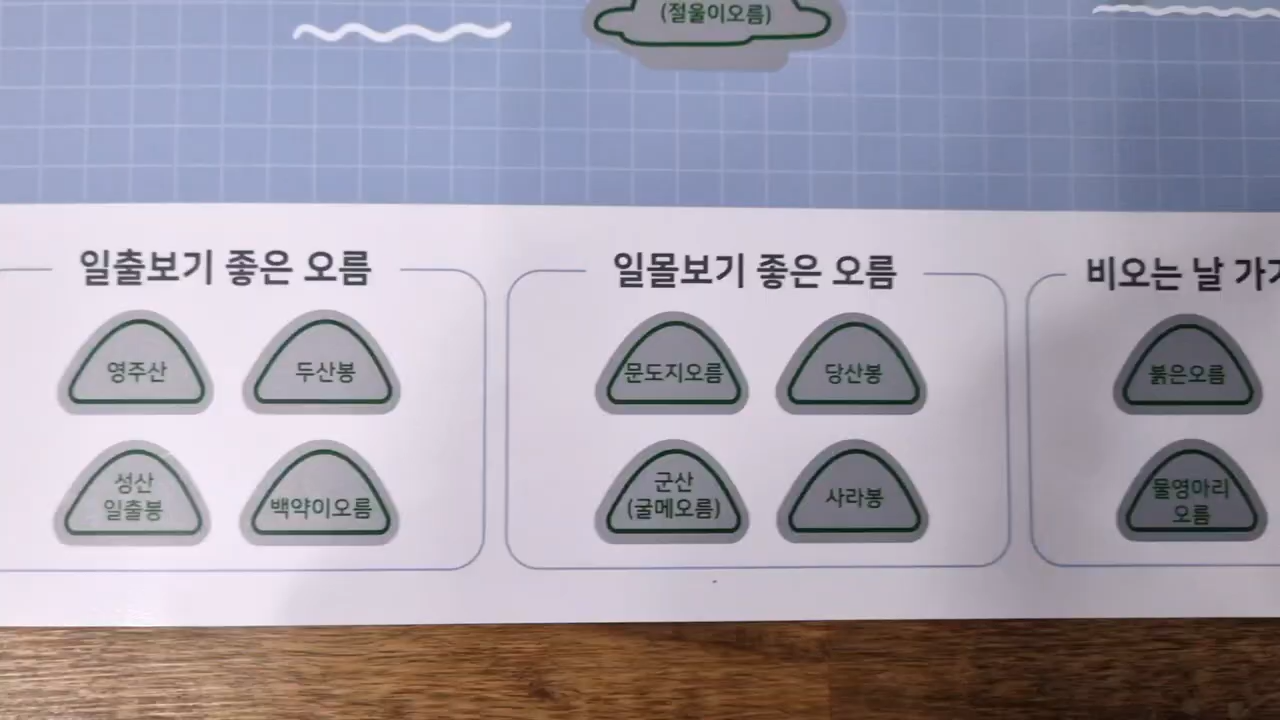 (절울이오름)
일출보기 좋은 오름
영주산
두산봉
성산
일출봉
백약이오름
일몰보기 좋은 오름
문도지오름
당산봉
군산
(굴메오름)
사라봉
비오는 날
붉은오름
물영아리
오름